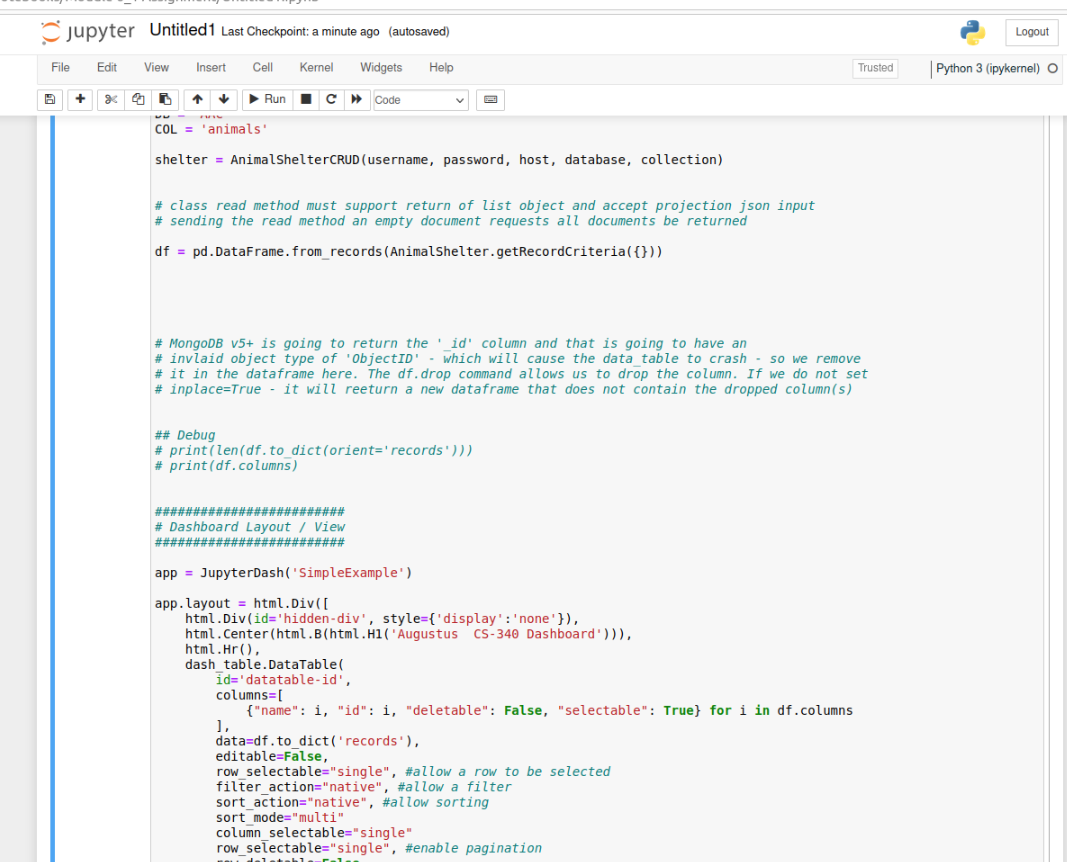 jupyter Untitled1 Last Checkpoint: a minute ago (autosaved)
Logout
File Edit View Insert Cell Kernel Widgets Help
Trusted
Python 3 (ipykernel)
Run
Code
COL = 'animals'
shelter = AnimalShelterCRUD(username, password, host, database, collection)
# class read method must support return of list object and accept projection json input
# sending the read method an empty document requests all documents be returned
df = pd.DataFrame.from_records(AnimalShelter.getRecordCriteria({}))
# MongoDB v5+ is going to return the '_id' column and that is going to have an
# invlaid object type of 'ObjectID' - which will cause the data_table to crash - so we remove
# it in the dataframe here. The df.drop command allows us to drop the column. If we do not set
# inplace=True - it will reeturn a new dataframe that does not contain the dropped column(s)
## Debug
# print(len(df.to_dict(orient='records')))
# print(df.columns)
#########################
# Dashboard Layout / View
#########################
app = JupyterDash('SimpleExample')
app.layout = html.Div([
    html.Div(id='hidden-div', style={'display':'none'}),
    html.Center(html.B(html.H1('Augustus  CS-340 Dashboard'))),
    html.Hr(),
    dash_table.DataTable(
        id='datatable-id',
        columns=[
            {"name": i, "id": i, "deletable": False, "selectable": True} for i in df.columns
        ],
        data=df.to_dict('records'),
        editable=False,
        row_selectable="single", #allow a row to be selected
        filter_action="native", #allow a filter
        sort_action="native", #allow sorting
        sort_mode="multi"
        column_selectable="single"
        row_selectable="single", #enable pagination